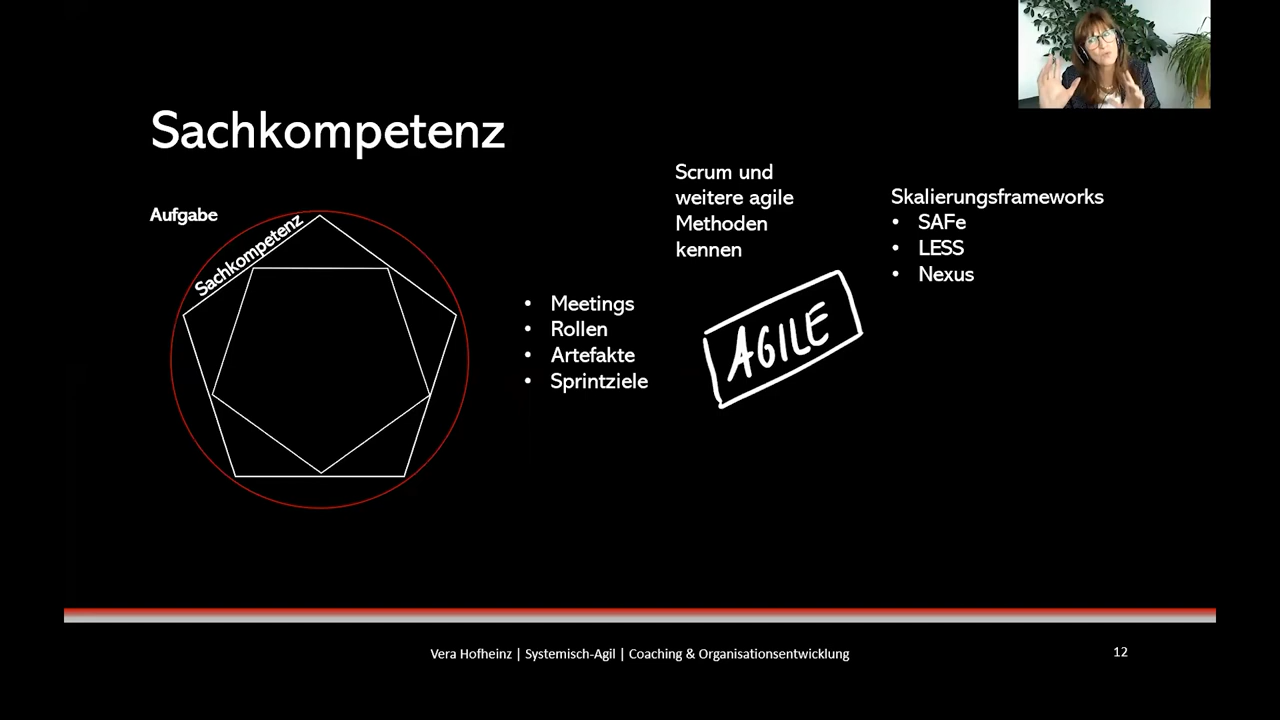 Sachkompetenz
Aufgabe
Sachkompetenz
• Meetings
• Rollen
• Artefakte
• Sprintziele
Scrum und
weitere agile
Methoden
kennen
AGILE
Skalierungsframeworks
• SAFe
• LESS
• Nexus
Vera Hofheinz | Systemisch-Agil | Coaching & Organisationsentwicklung
12